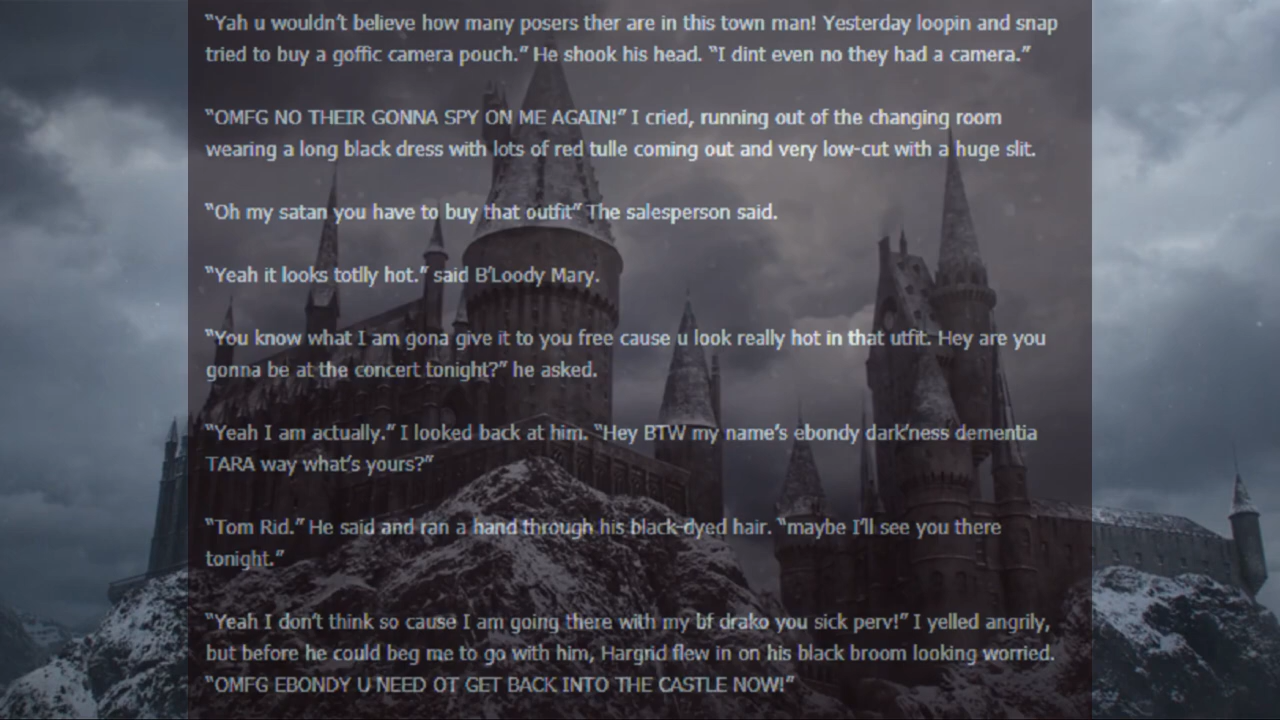 “Yah u wouldn’t believe how many posers ther are in this town man! Yesterday loopin and snap
tried to buy a goffic camera pouch.” He shook his head. “I dint even no they had a camera.”
“OMFG NO THEIR GONNA SPY ON ME AGAIN!” I cried, running out of the changing room
wearing a long black dress with lots of red tulle coming out and very low-cut with a huge slit.
“Oh my satan you have to buy that outfit” The salesperson said.
“Yeah it looks totlly hot.” said B’Loody Mary.
“You know what I am gona give it to you free cause u look really hot in that utfit. Hey are you
gonna be at the concert tonight?” he asked.
“Yeah I am actually.” I looked back at him. “Hey BTW my name’s ebondy dark’ness dementia
TARA way what’s yours?”
“Tom Rid.” He said and ran a hand through his black-dyed hair. “maybe I’ll see you there
tonight.”
“Yeah I don’t think so cause I am going there with my bf drako you sick perv!” I yelled angrily,
but before he could beg me to go with him, Hargrid flew in on his black broom looking worried.
“OMFG EBONDY U NEED OT GET BACK INTO THE CASTLE NOW!”